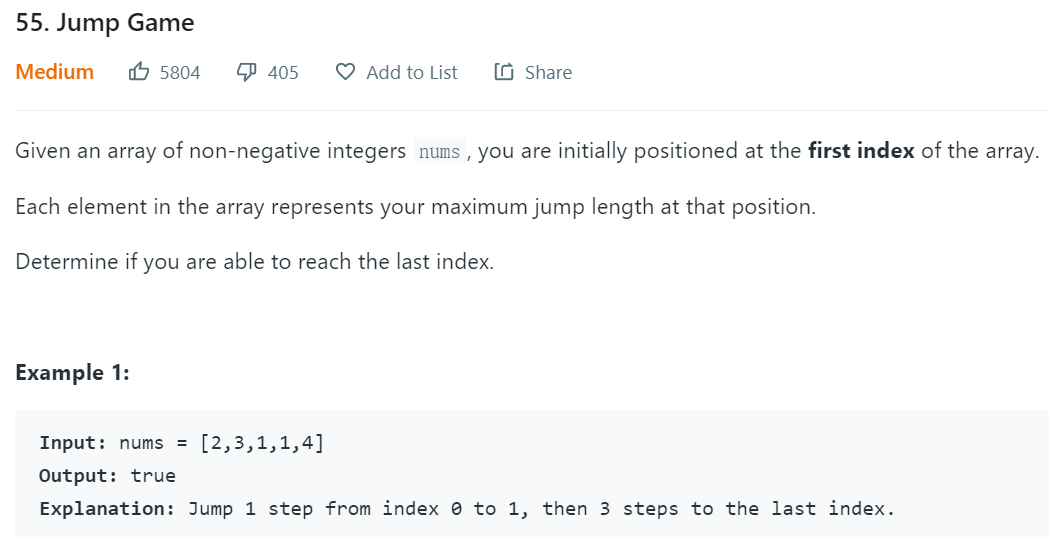 55. Jump Game
Medium 5804 405 Add to List Share
Given an array of non-negative integers nums , you are initially positioned at the first index of the array.
Each element in the array represents your maximum jump length at that position.
Determine if you are able to reach the last index.
Example 1:
Input: nums = [2,3,1,1,4]
Output: true
Explanation: Jump 1 step from index 0 to 1, then 3 steps to the last index.